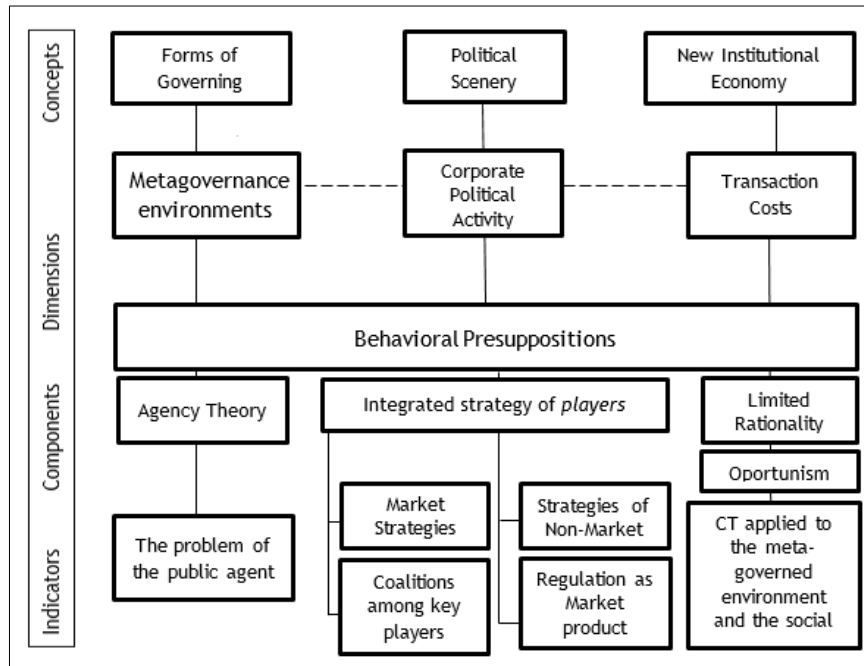 Concepts
Forms of
Governing
Political
Scenery
New Institutional
Economy
Dimensions
Metagovernance
environments
Corporate
Political
Activity
Transaction
Costs
Behavioral Presuppositions
Components
Agency Theory
Integrated strategy of players
Limited
Rationality
Oportunism
Indicators
The problem of
the public agent
Market
Strategies
Coalitions
among key
players
Strategies of
Non-Market
Regulation as
Market
product
CT applied to
the meta-
governed
environment
and the social